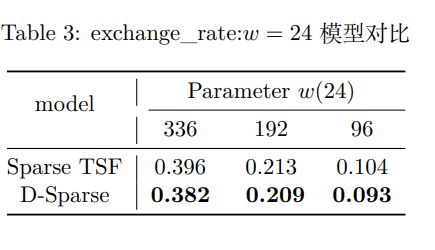 Table 3: exchange_rate:w = 24 模型对比
model
Parameter w(24)
336 192 96
Sparse TSF 0.396 0.213 0.104
D-Sparse 0.382 0.209 0.093